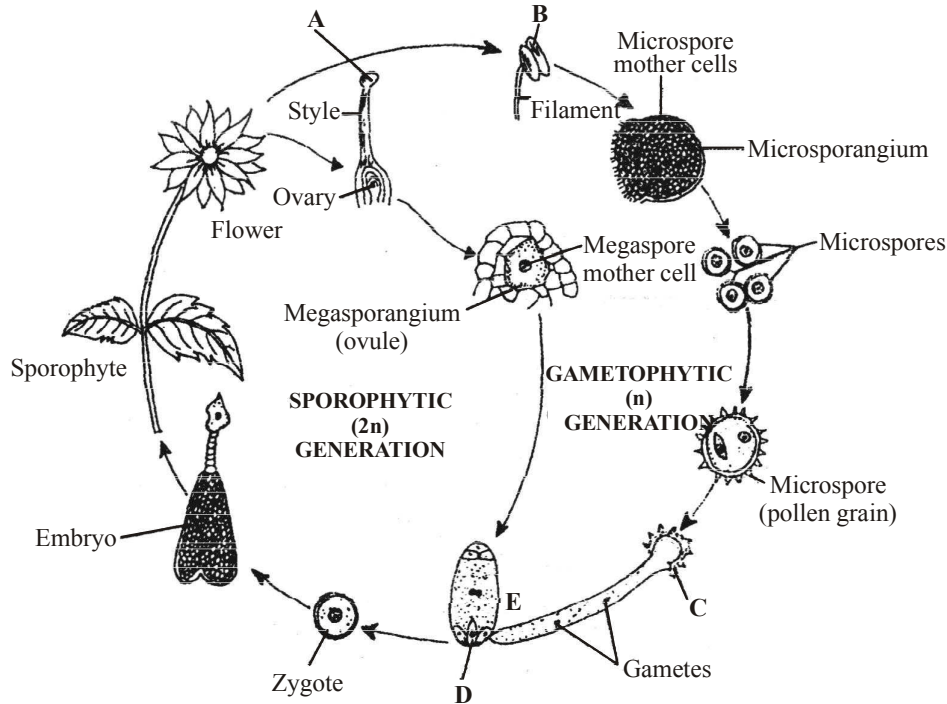 A
B
Microspore
mother cells
Style
Filament
Microsporangium
Ovary
Flower
Megaspore
mother cell
Microspores
Megasporangium
(ovule)
Sporophyte
GAMETOPHYTIC
(n)
GENERATION
SPOROPHYTIC
(2n)
GENERATION
Microspore
(pollen grain)
Embryo
E
C
Gametes
Zygote
D